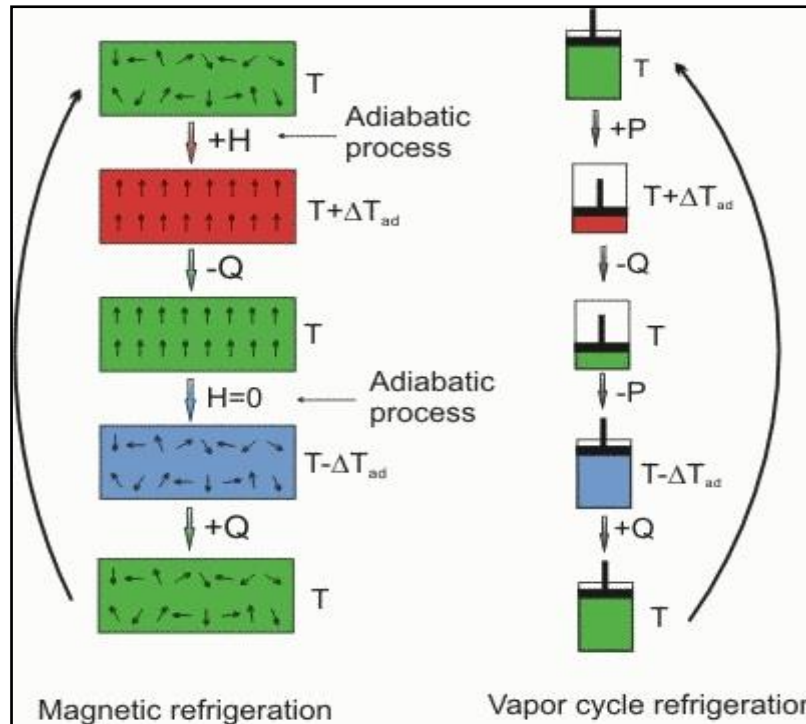 T
+H
Adiabatic
process
T+ΔTad
-Q
T
H=0
Adiabatic
process
T-ΔTad
+Q
T
Magnetic refrigeration
T
+P
T+ΔTad
-Q
T
-P
T-ΔTad
+Q
T
Vapor cycle refrigeration